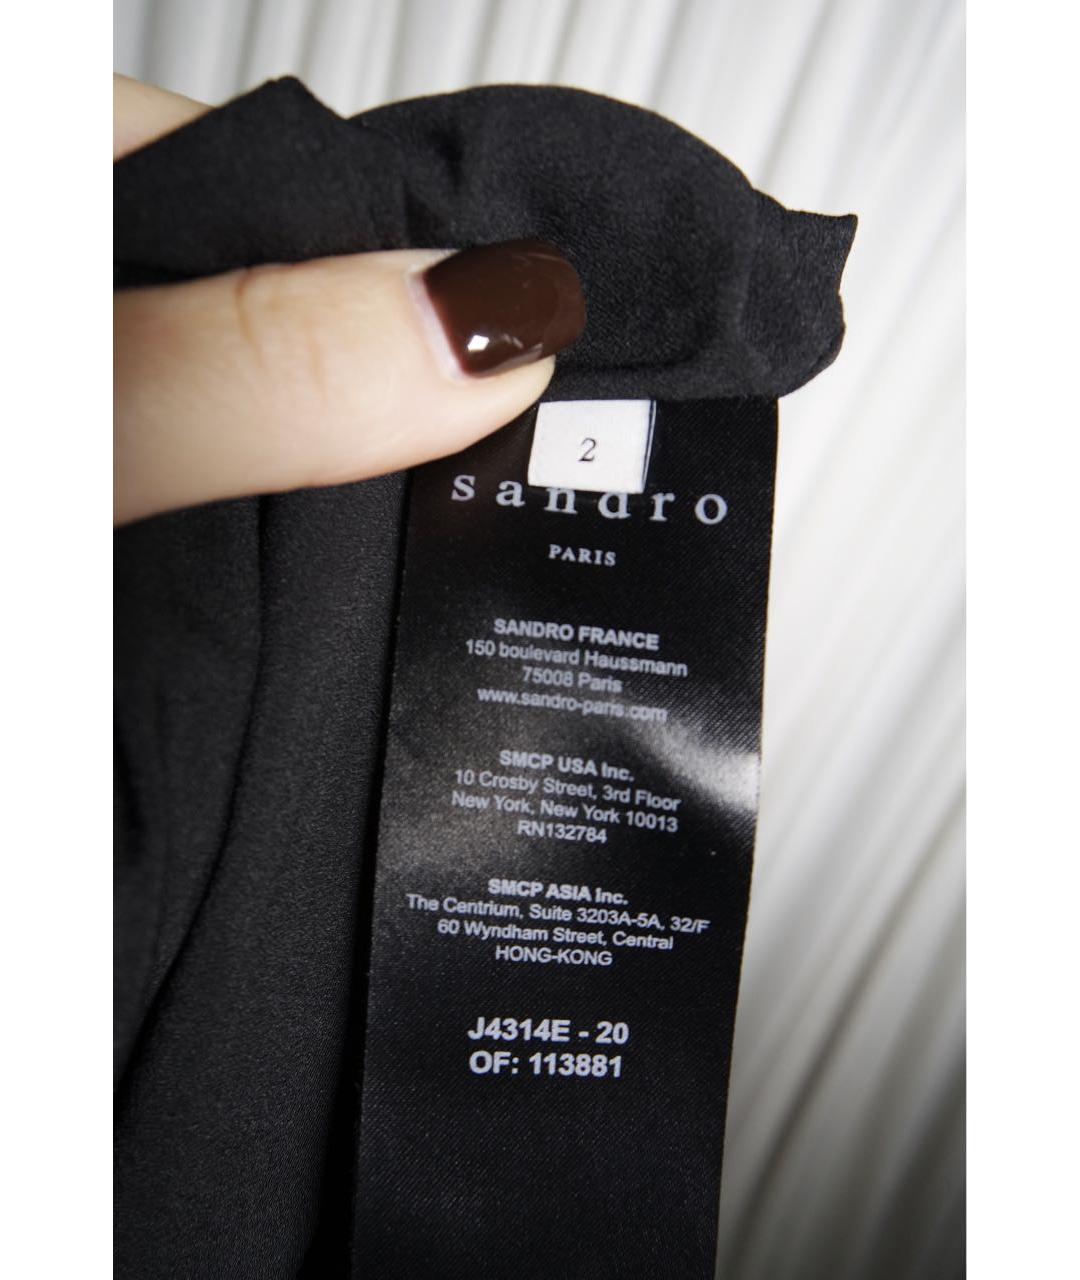 2
sandro
PARIS
SANDRO FRANCE
150 boulevard Haussmann
75008 Paris
www.sandro-paris.com
SMCP USA Inc.
10 Crosby Street, 3rd Floor
New York, New York 10013
RN132784
SMCP ASIA Inc.
The Centrium, Suite 3203A-5A, 32/F
60 Wyndham Street, Central
HONG-KONG
J4314E - 20
OF: 113881